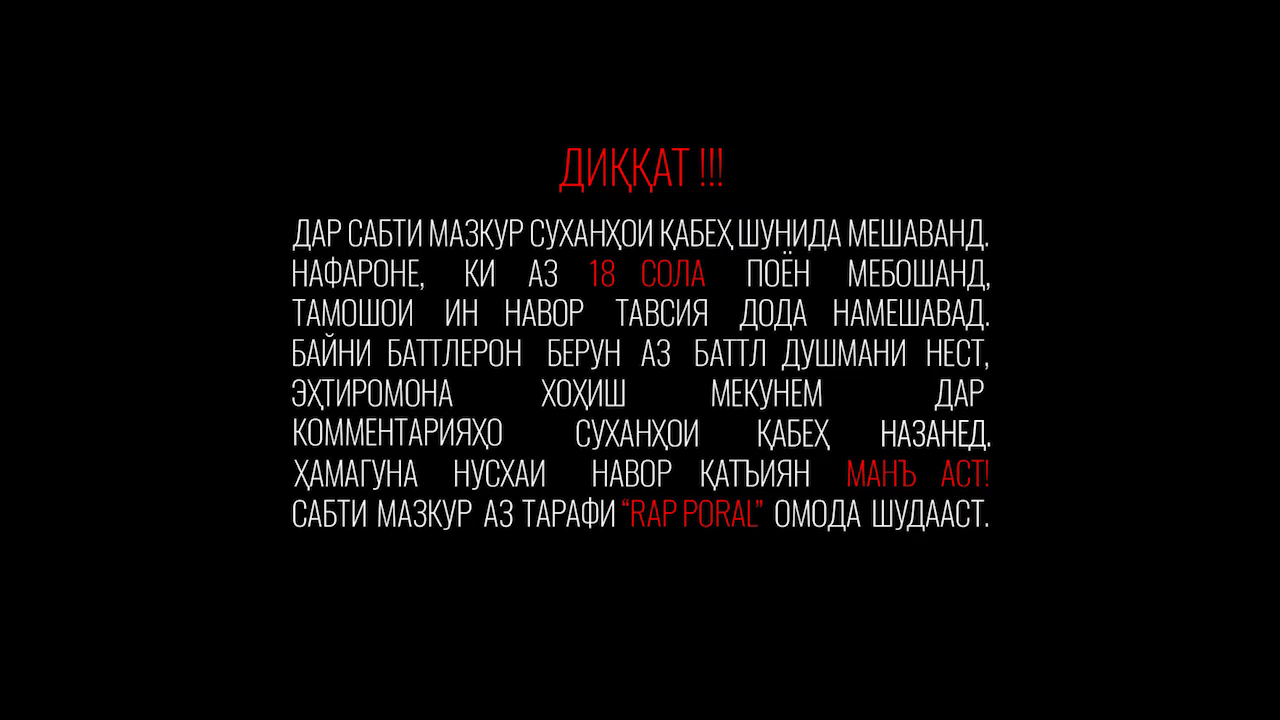 ДИҚҚАТ !!!
ДАР САБТИ МАЗКУР СУХАНҲОИ ҚАБЕҲ ШУНИДА МЕШАВАНД.
НАФАРОНЕ, КИ АЗ 18 СОЛА ПОЁН МЕБОШАНД,
ТАМОШОИ ИН НАВОР ТАВСИЯ ДОДА НАМЕШАВАД.
БАЙНИ БАТТЛЕРОН БЕРУН АЗ БАТТЛ ДУШМАНИ НЕСТ,
ЭҲТИРОМОНА ХОҲИШ МЕКУНЕМ ДАР
КОММЕНТАРИЯҲО СУХАНҲОИ ҚАБЕҲ НАЗАНЕД.
ҲАМАГУНА НУСХАИ НАВОР ҚАТЪИЯН МАНЪ АСТ!
САБТИ МАЗКУР АЗ ТАРАФИ “RAP PORAL” ОМОДА ШУДААСТ.